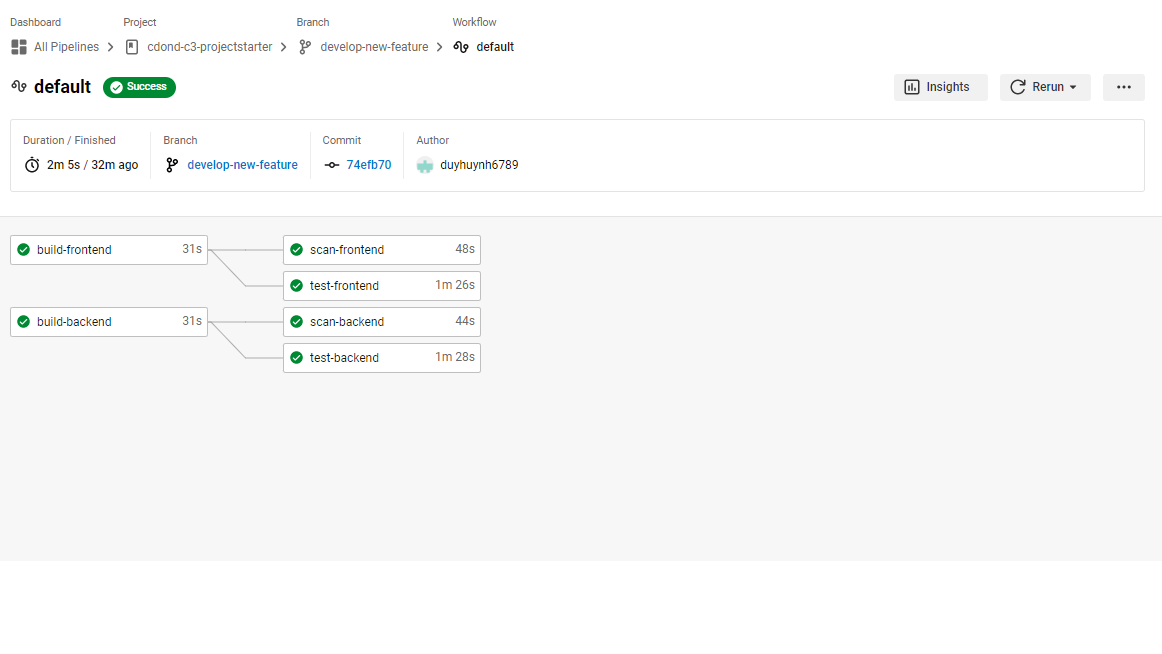 Dashboard Project Branch Workflow
All Pipelines cdond-c3-projectstarter develop-new-feature default
default Success Insights Rerun
Duration / Finished Branch Commit Author
2m 5s / 32m ago develop-new-feature 74efb70 duyhuynh6789
build-frontend 31s scan-frontend 48s
test-frontend 1m 26s
build-backend 31s scan-backend 44s
test-backend 1m 28s